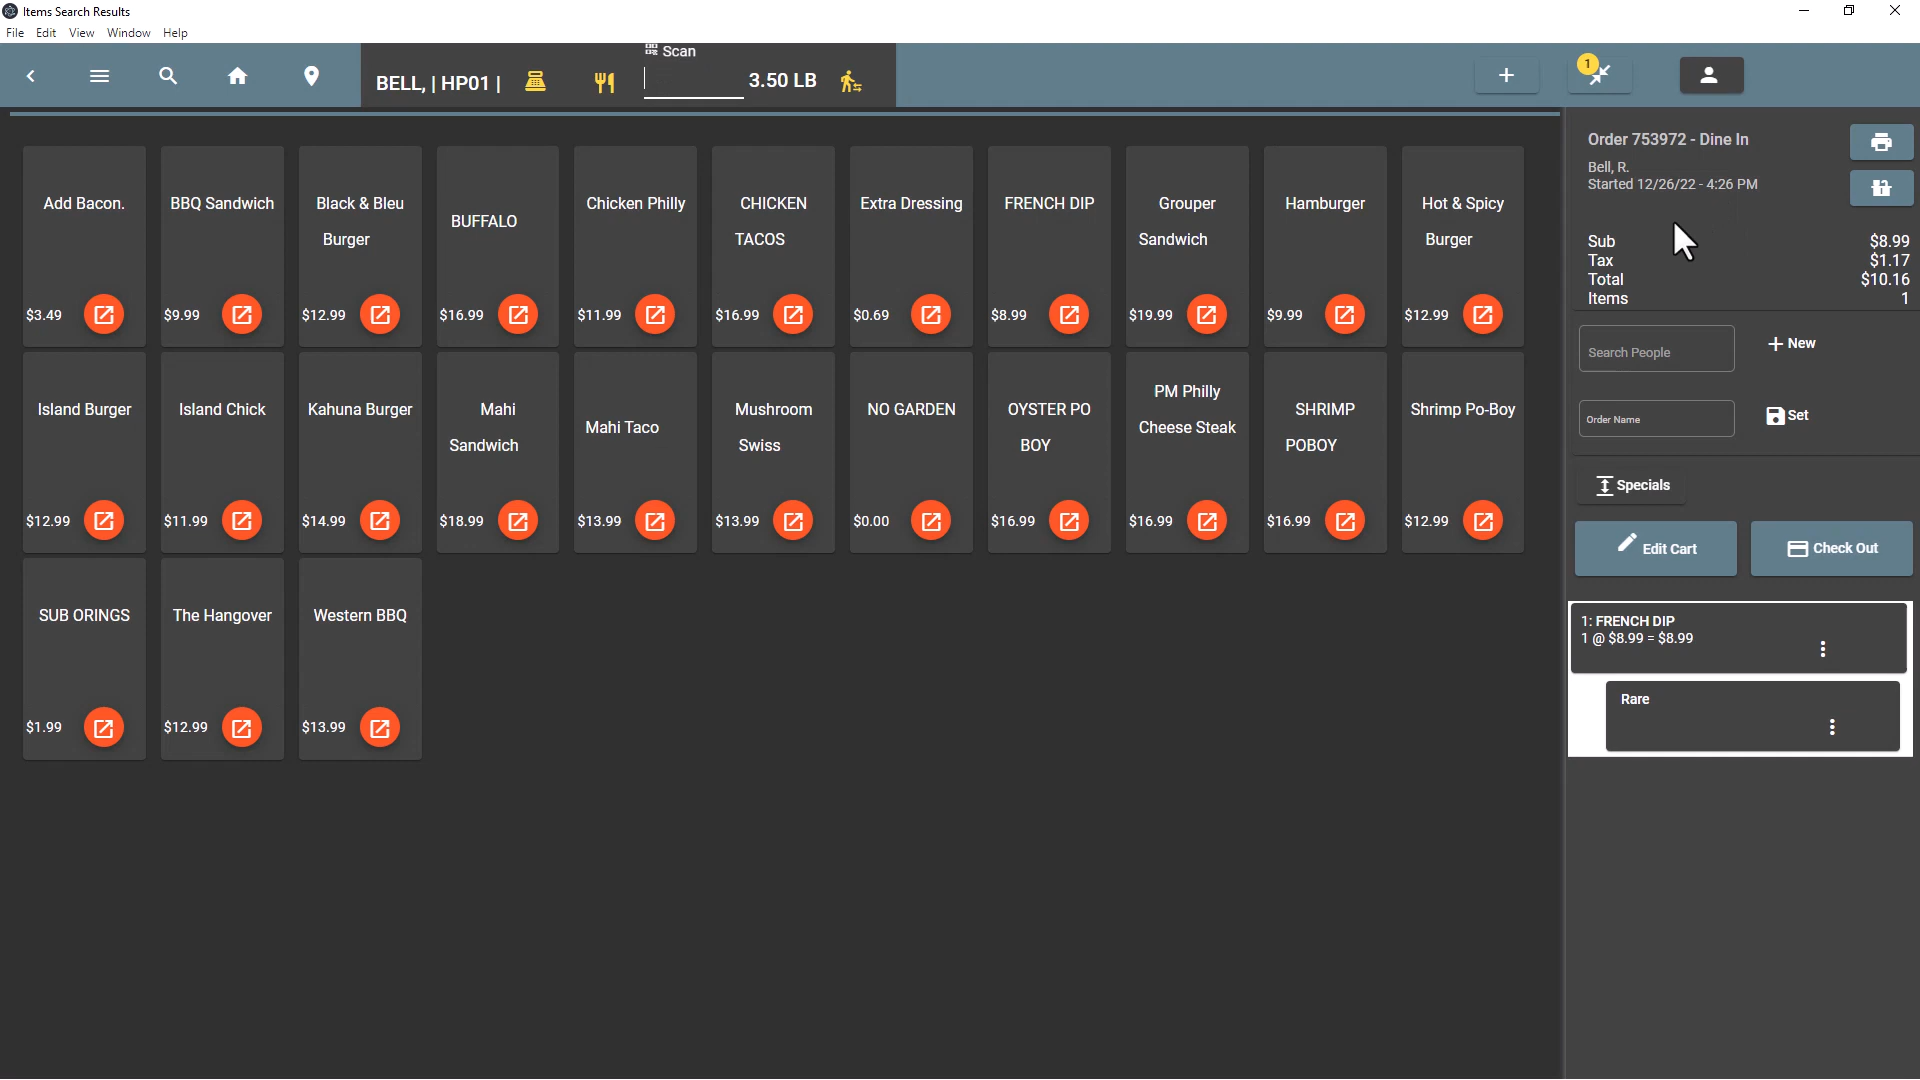 Items Search Results
File Edit View Window Help
Scan
BELL, | HP01 | 3.50 LB
1
Order 753972 - Dine In
Bell, R.
Started 12/26/22 - 4:26 PM
Sub $8.99
Tax $1.17
Total $10.16
Items 1
Search People
New
Order Name
Set
Specials
Edit Cart
Check Out
1: FRENCH DIP
1 @ $8.99 = $8.99
Rare
Add Bacon.
$3.49
BBQ Sandwich
$9.99
Black & Bleu
Burger
$12.99
BUFFALO
$16.99
Chicken Philly
$11.99
CHICKEN
TACOS
$16.99
Extra Dressing
$0.69
FRENCH DIP
$8.99
Grouper
Sandwich
$19.99
Hamburger
$9.99
Hot & Spicy
Burger
$12.99
Island Burger
$12.99
Island Chick
$11.99
Kahuna Burger
$14.99
Mahi
Sandwich
$18.99
Mahi Taco
$13.99
Mushroom
Swiss
$13.99
NO GARDEN
$0.00
OYSTER PO
BOY
$16.99
PM Philly
Cheese Steak
$16.99
SHRIMP
POBOY
$16.99
Shrimp Po-Boy
$12.99
SUB ORINGS
$1.99
The Hangover
$12.99
Western BBQ
$13.99